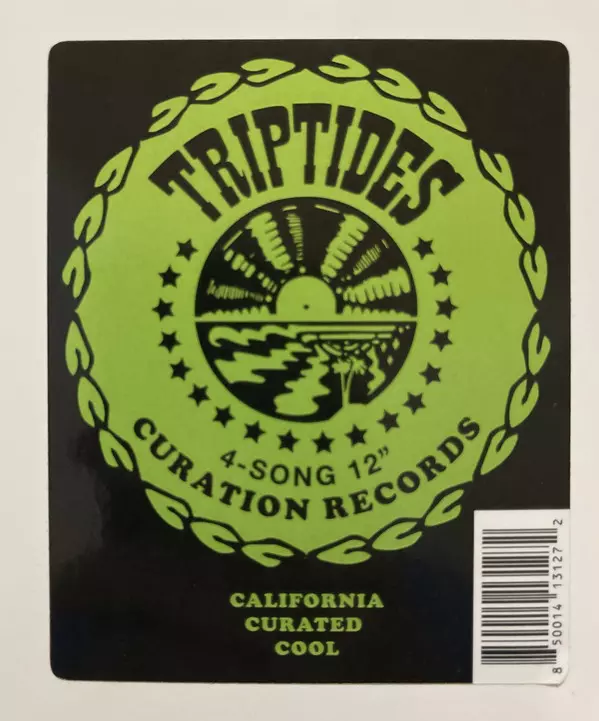 TRIPTIDES
4-SONG 12"
CURATION RECORDS
CALIFORNIA
CURATED
COOL
8 50014 13127 2